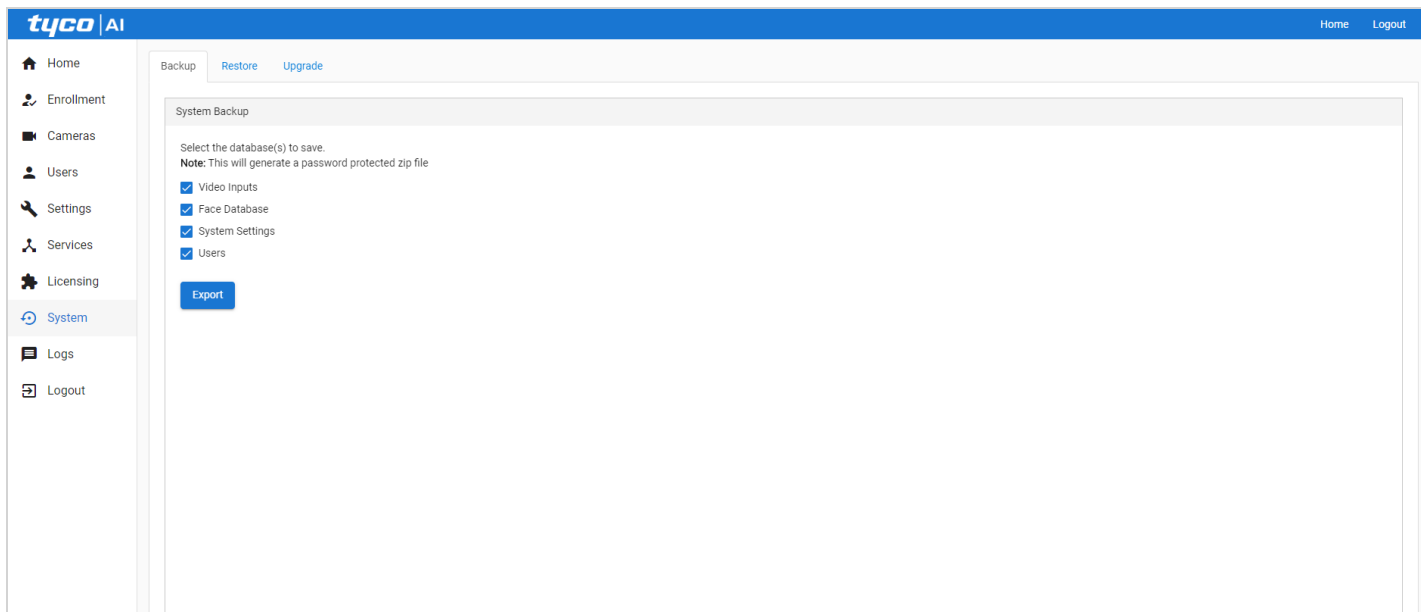 tyco | AI
Home Logout
Home
Enrollment
Cameras
Users
Settings
Services
Licensing
System
Logs
Logout
Backup Restore Upgrade
System Backup
Select the database(s) to save.
Note: This will generate a password protected zip file
Video Inputs
Face Database
System Settings
Users
Export